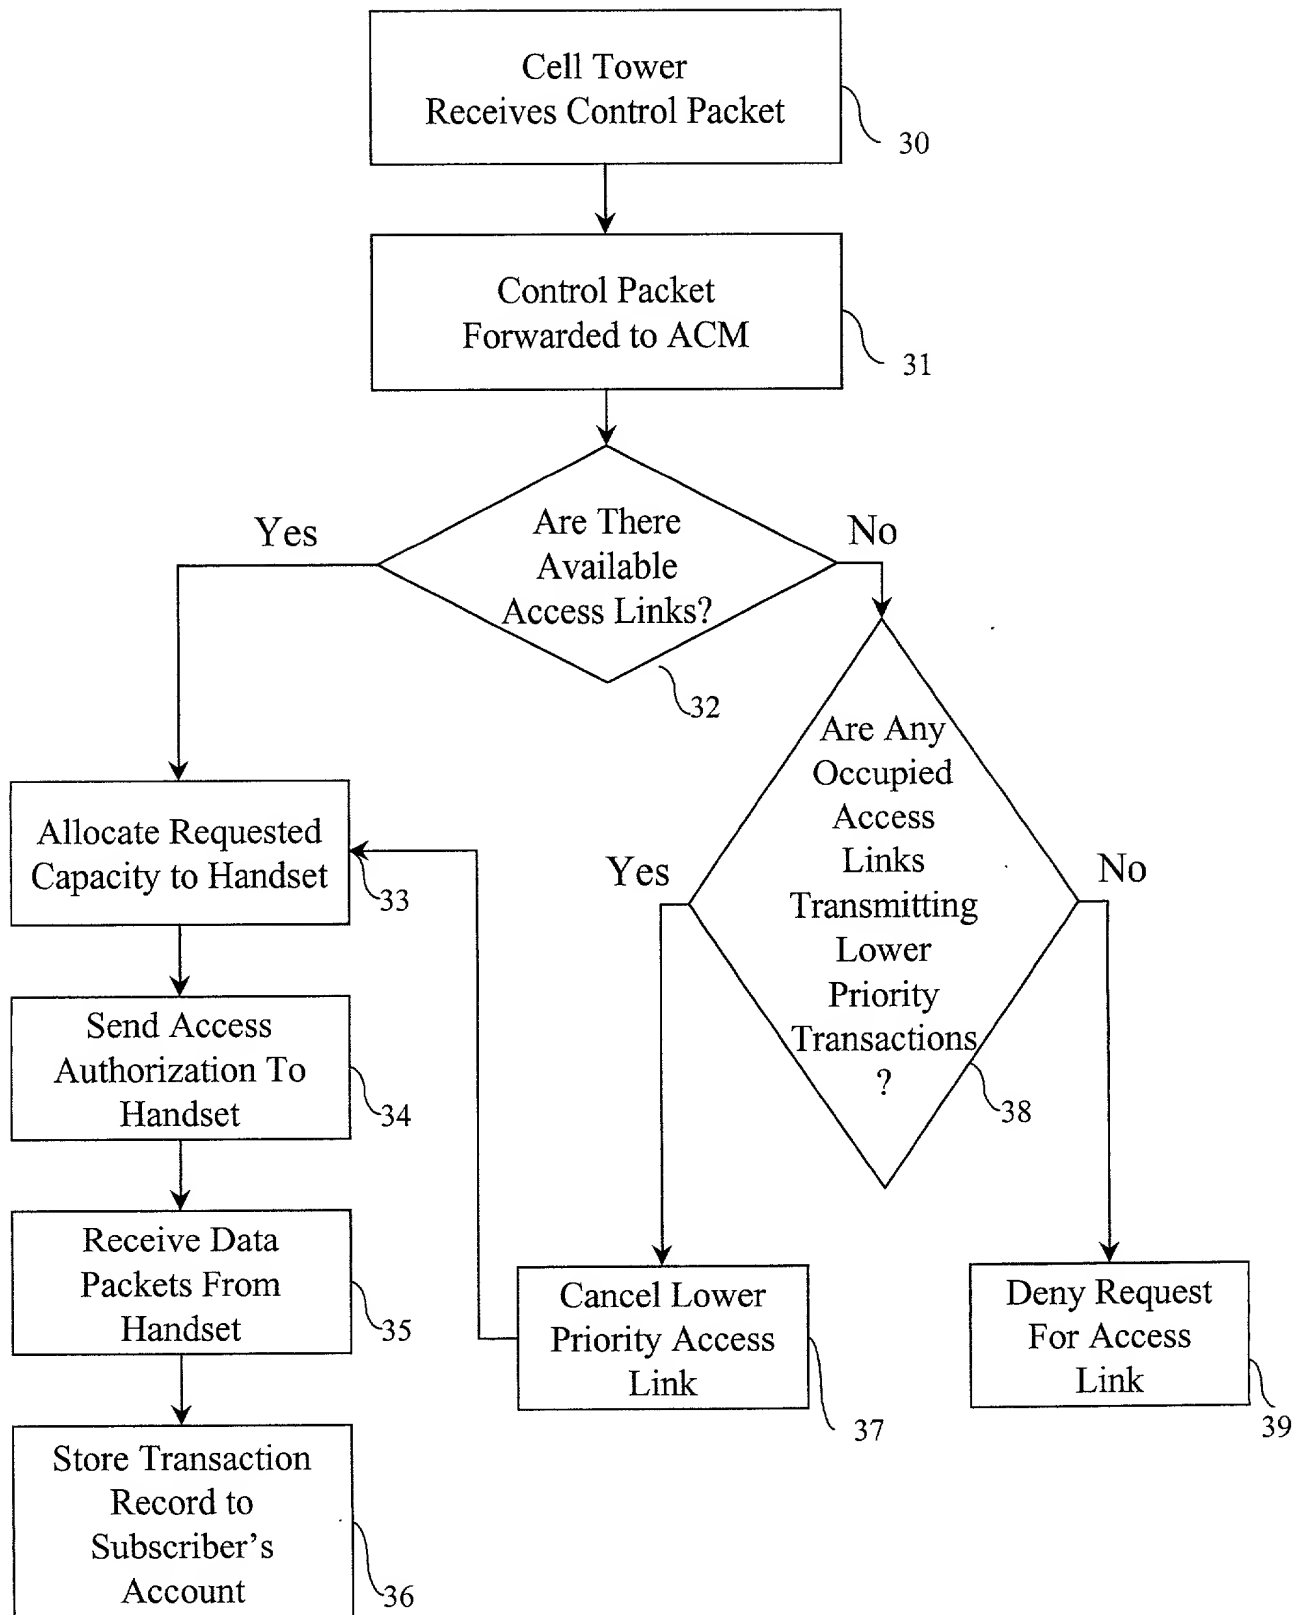 Cell Tower
Receives Control Packet
30
Control Packet
Forwarded to ACM
31
Are There
Available
Access Links?
32
Yes
No
Are Any
Occupied
Access
Links
Transmitting
Lower
Priority
Transactions
?
38
Yes
No
Allocate Requested
Capacity to Handset
33
Send Access
Authorization To
Handset
34
Receive Data
Packets From
Handset
35
Store Transaction
Record to
Subscriber's
Account
36
Cancel Lower
Priority Access
Link
37
Deny Request
For Access
Link
39